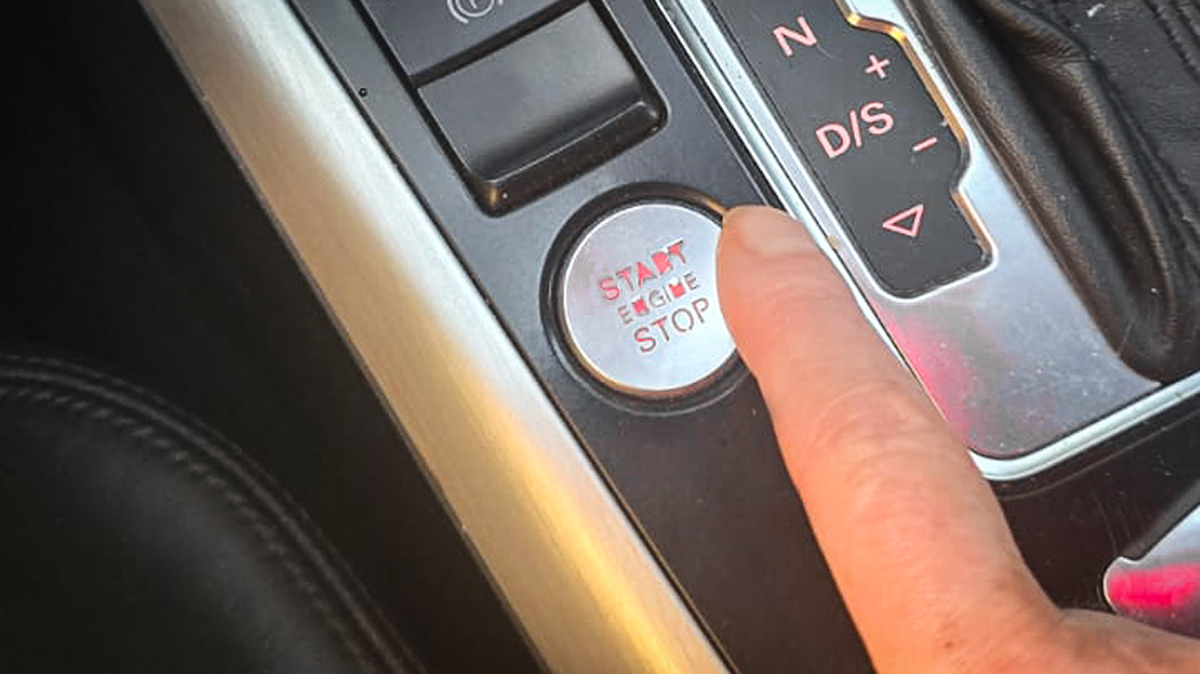 N
+
D/S
-
START
ENGINE
STOP